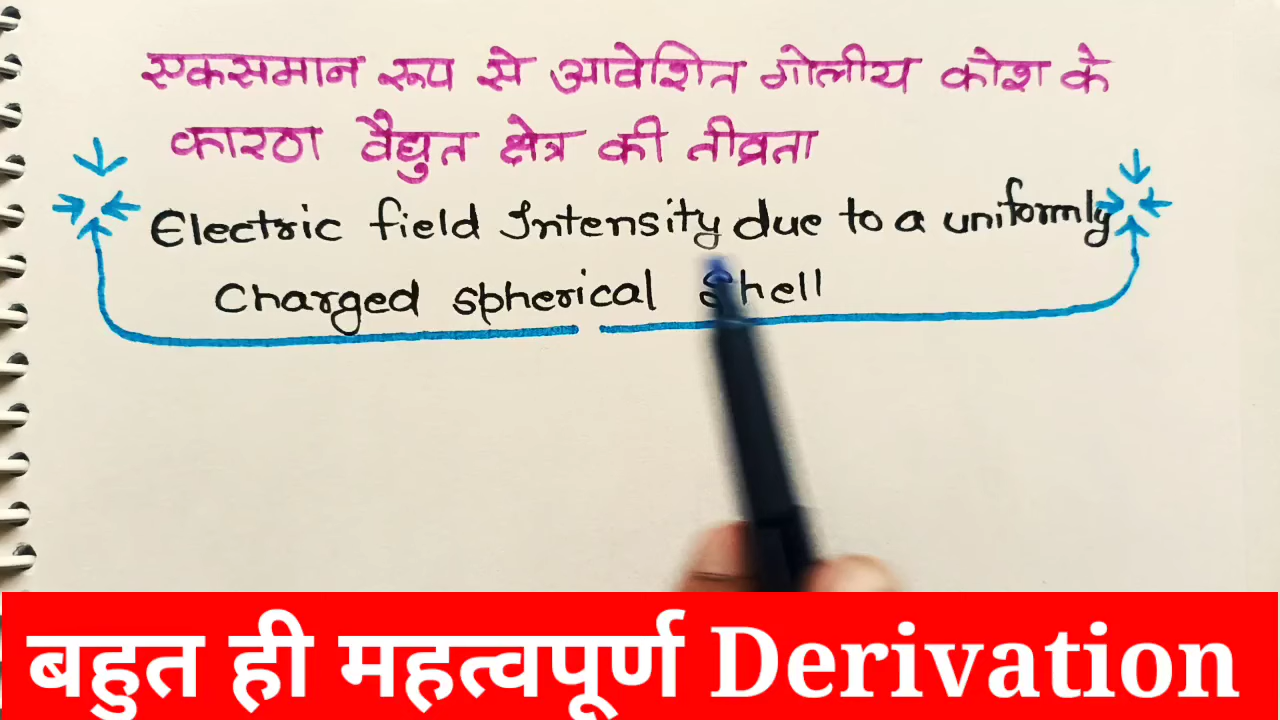 एकसमान रूप से आवेशित गोलीय कोश के
कारण वैद्युत क्षेत्र की तीव्रता
Electric field Intensity due to a uniformly
Charged spherical Shell
बहुत ही महत्वपूर्ण Derivation